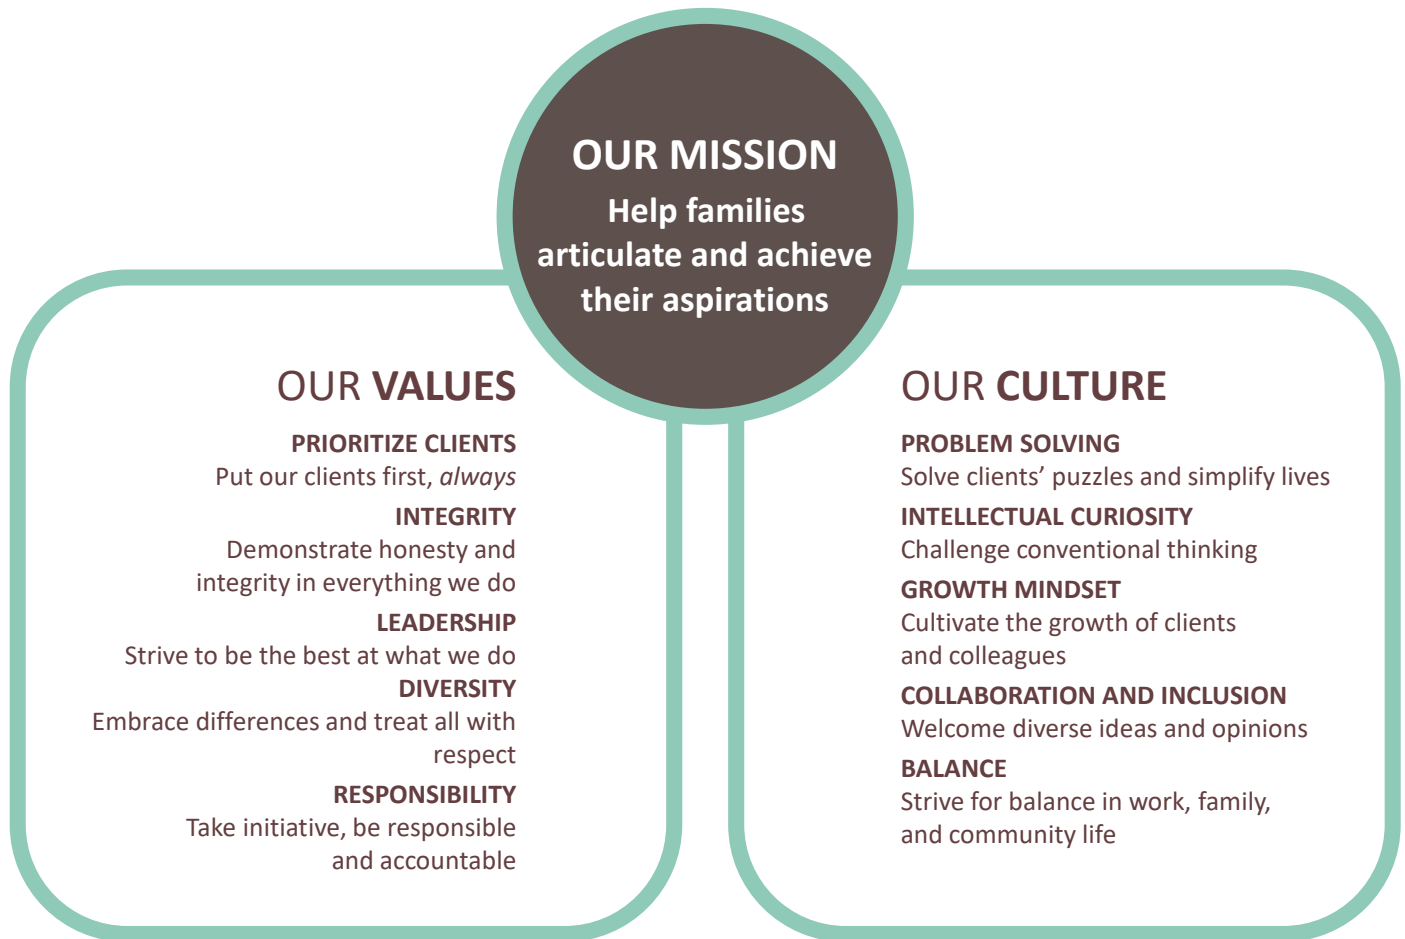 OUR MISSION
Help families
articulate and achieve
their aspirations
OUR VALUES
PRIORITIZE CLIENTS
Put our clients first, always
INTEGRITY
Demonstrate honesty and
integrity in everything we do
LEADERSHIP
Strive to be the best at what we do
DIVERSITY
Embrace differences and treat all with
respect
RESPONSIBILITY
Take initiative, be responsible
and accountable
OUR CULTURE
PROBLEM SOLVING
Solve clients’ puzzles and simplify lives
INTELLECTUAL CURIOSITY
Challenge conventional thinking
GROWTH MINDSET
Cultivate the growth of clients
and colleagues
COLLABORATION AND INCLUSION
Welcome diverse ideas and opinions
BALANCE
Strive for balance in work, family,
and community life